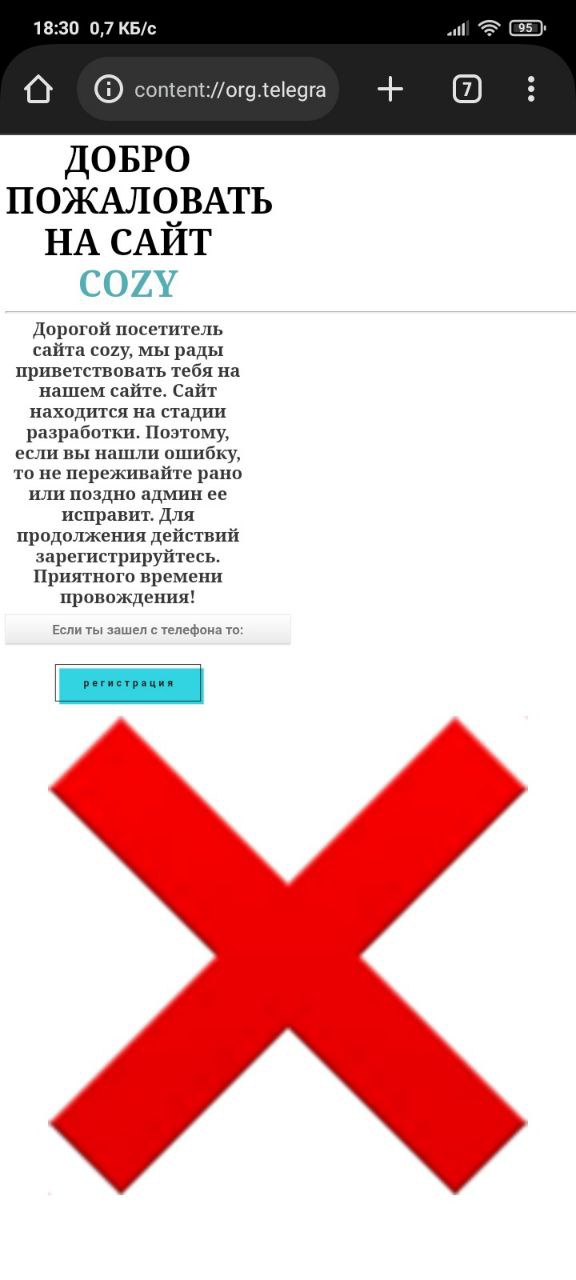 18:30 0,7 КБ/с
95
content://org.telegra
7
ДОБРО
ПОЖАЛОВАТЬ
НА САЙТ
COZY
Дорогой посетитель
сайта cozy, мы рады
приветствовать тебя на
нашем сайте. Сайт
находится на стадии
разработки. Поэтому,
если вы нашли ошибку,
то не переживайте рано
или поздно админ ее
исправит. Для
продолжения действий
зарегистрируйтесь.
Приятного времени
провождения!
Если ты зашел с телефона то:
регистрация